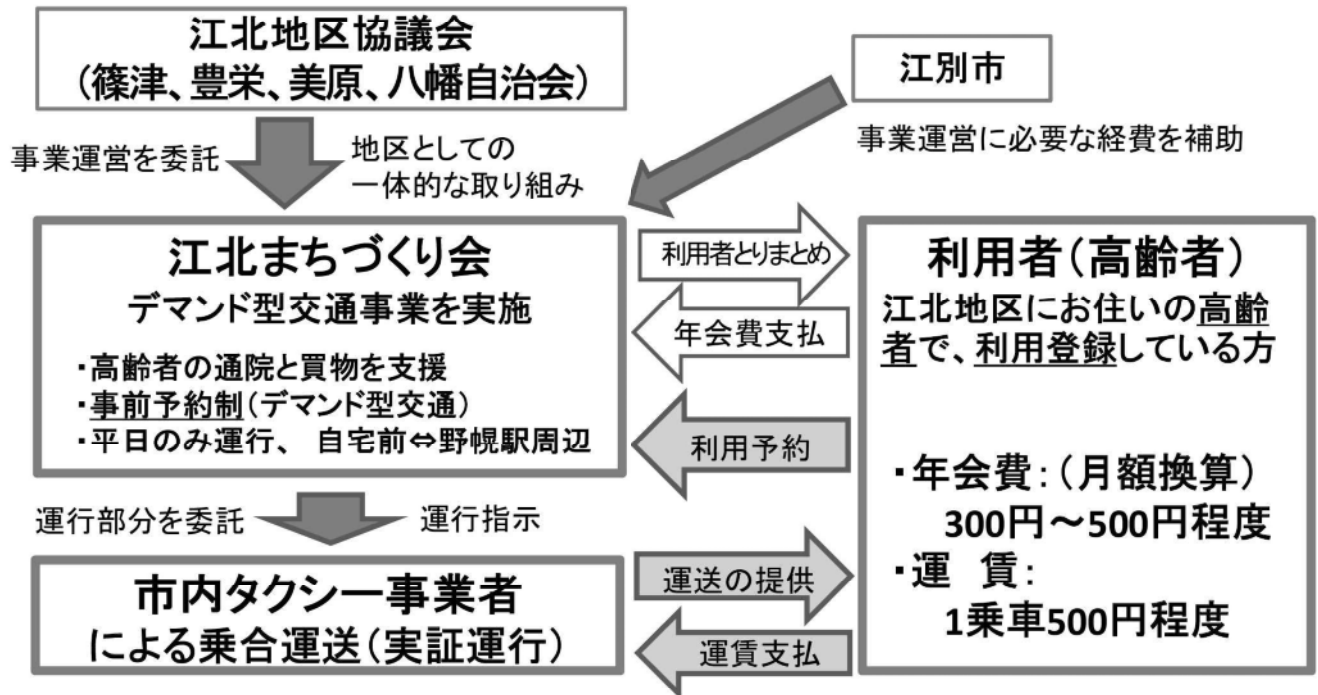 江北地区協議会
(篠津、豊栄、美原、八幡自治会)
江別市
事業運営を委託
地区としての
一体的な取り組み
事業運営に必要な経費を補助
江北まちづくり会
デマンド型交通事業を実施
・高齢者の通院と買物を支援
・事前予約制(デマンド型交通)
・平日のみ運行、 自宅前⇔野幌駅周辺
利用者とりまとめ
年会費支払
利用予約
利用者(高齢者)
江北地区にお住いの高齢
者で、利用登録している方
・年会費:(月額換算)
300円~500円程度
・運 賃:
1乗車500円程度
運行部分を委託
運行指示
市内タクシー事業者
による乗合運送(実証運行)
運送の提供
運賃支払